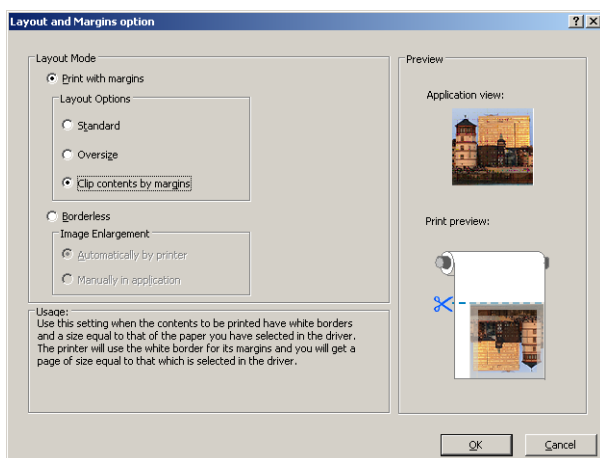 Layout and Margins option
Layout Mode
Print with margins
Layout Options
Standard
Oversize
Clip contents by margins
Borderless
Image Enlargement
Automatically by printer
Manually in application
Usage:
Use this setting when the contents to be printed have white borders
and a size equal to that of the paper you have selected in the driver.
The printer will use the white border for its margins and you will get a
page of size equal to that which is selected in the driver.
Preview
Application view:
Print preview:
OK
Cancel